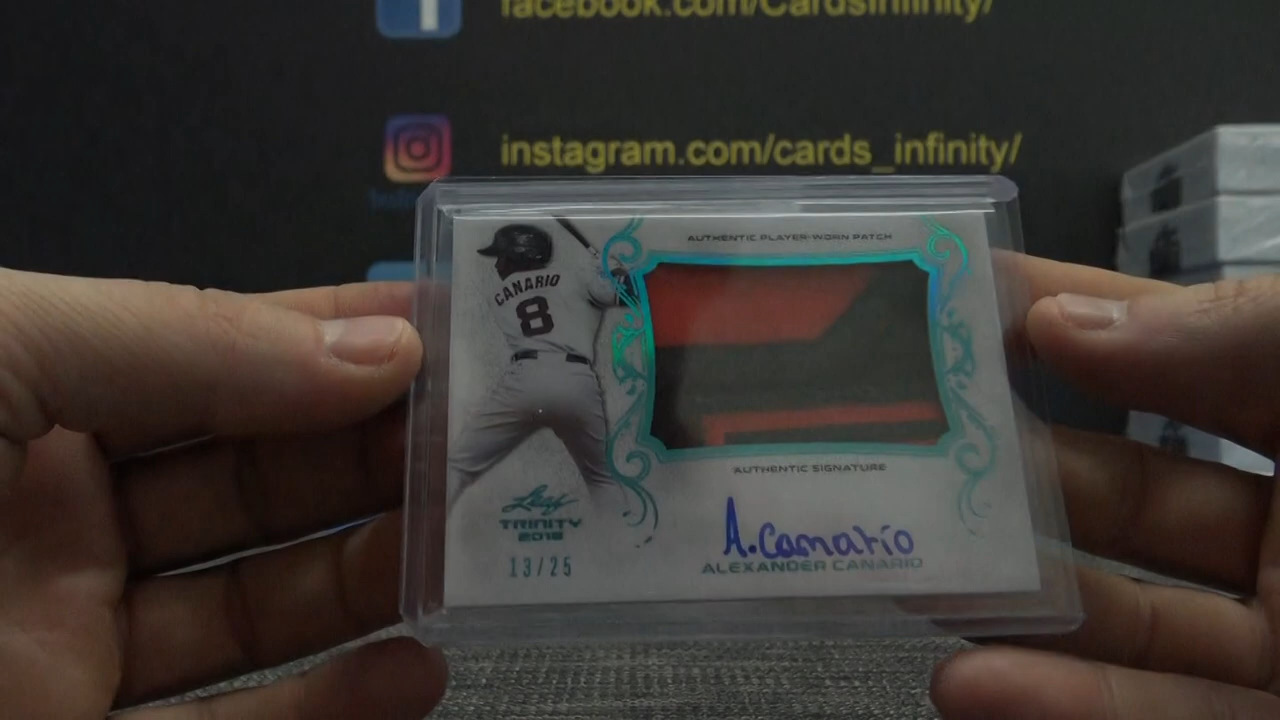 facebook.com/Cardsinfinity/
instagram.com/cards_infinity/
AUTHENTIC PLAYER-WORN PATCH
CANARIO
8
AUTHENTIC SIGNATURE
Leaf
TRINITY
2018
13/25
A.Canario
ALEXANDER CANARIO